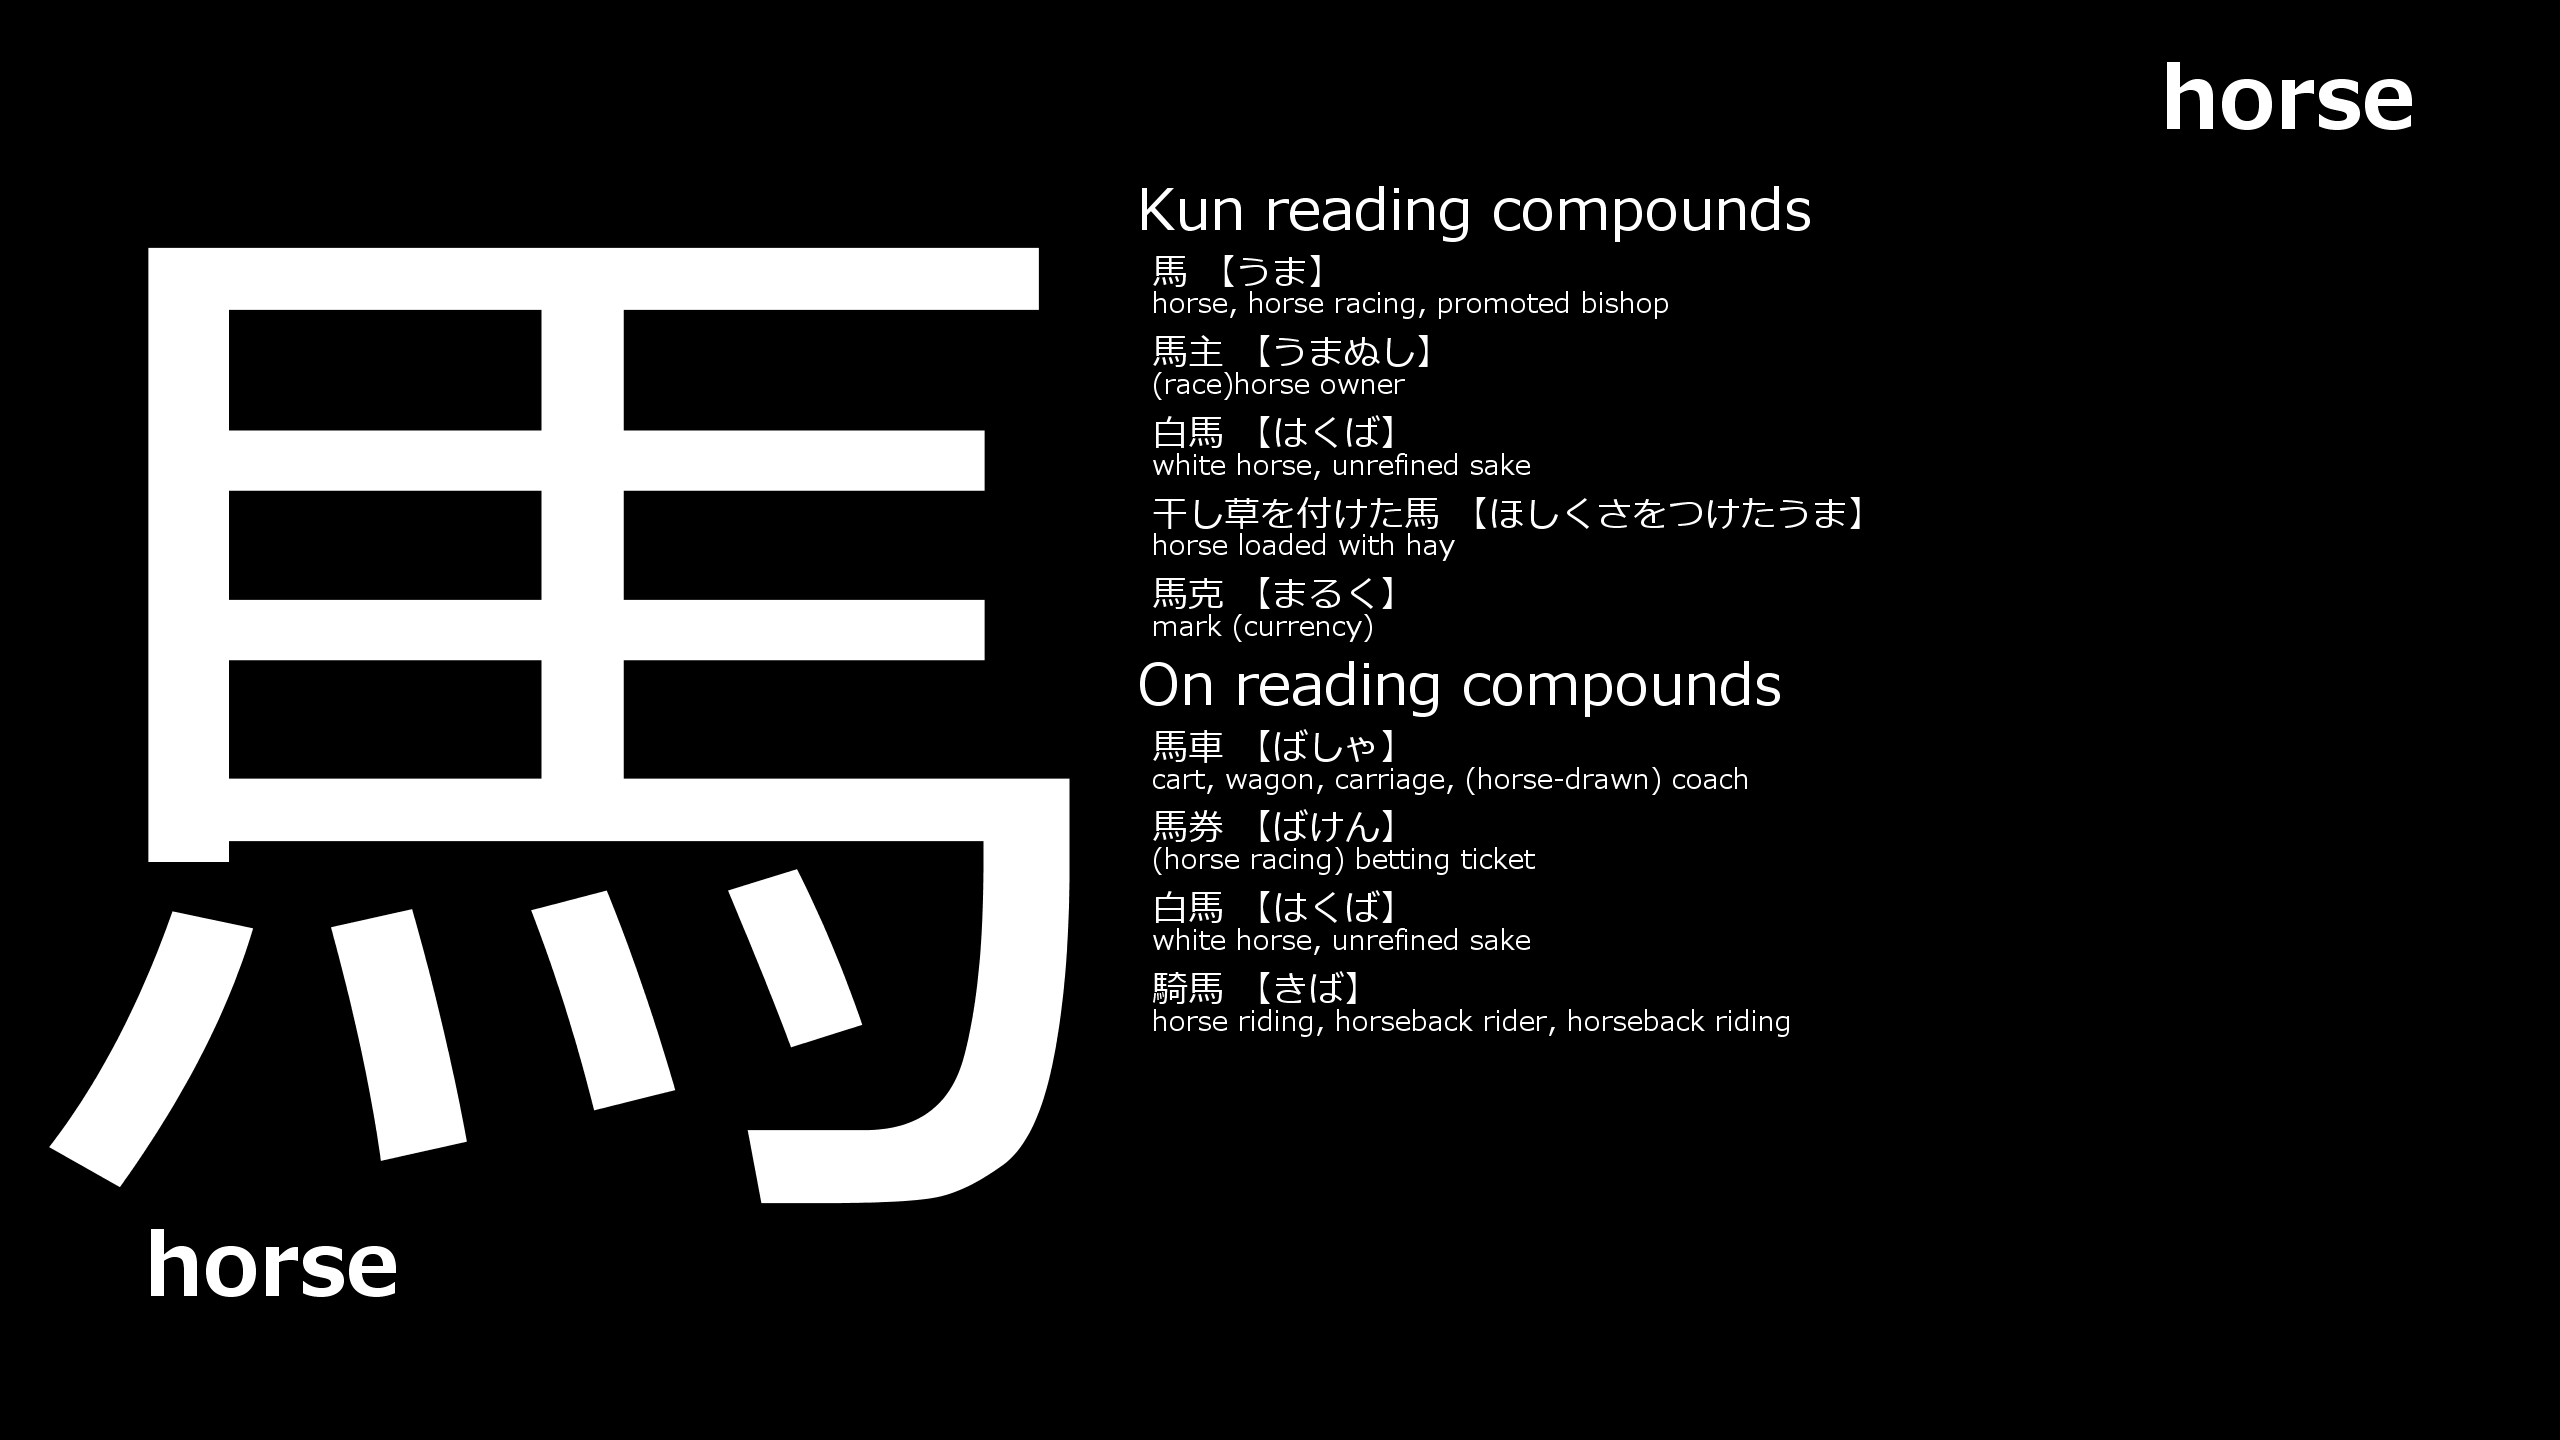 horse
馬
horse
Kun reading compounds
馬 【うま】
horse, horse racing, promoted bishop
馬主 【うまぬし】
(race)horse owner
白馬 【はくば】
white horse, unrefined sake
干し草を付けた馬 【ほしくさをつけたうま】
horse loaded with hay
馬克 【まるく】
mark (currency)
On reading compounds
馬車 【ばしゃ】
cart, wagon, carriage, (horse-drawn) coach
馬券 【ばけん】
(horse racing) betting ticket
白馬 【はくば】
white horse, unrefined sake
騎馬 【きば】
horse riding, horseback rider, horseback riding